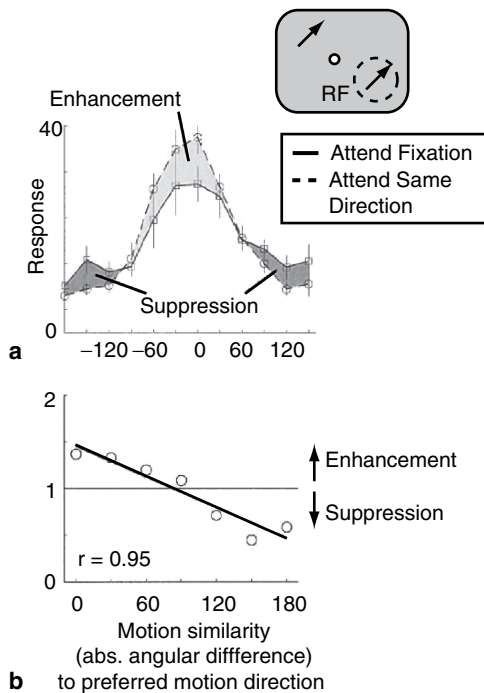 RF
Enhancement
40
Response
0
Attend Fixation
Attend Same
Direction
Suppression
a
−120 −60 0 60 120
2
1
0
Enhancement
Suppression
r = 0.95
0 60 120 180
Motion similarity
(abs. angular diffference)
b to preferred motion direction